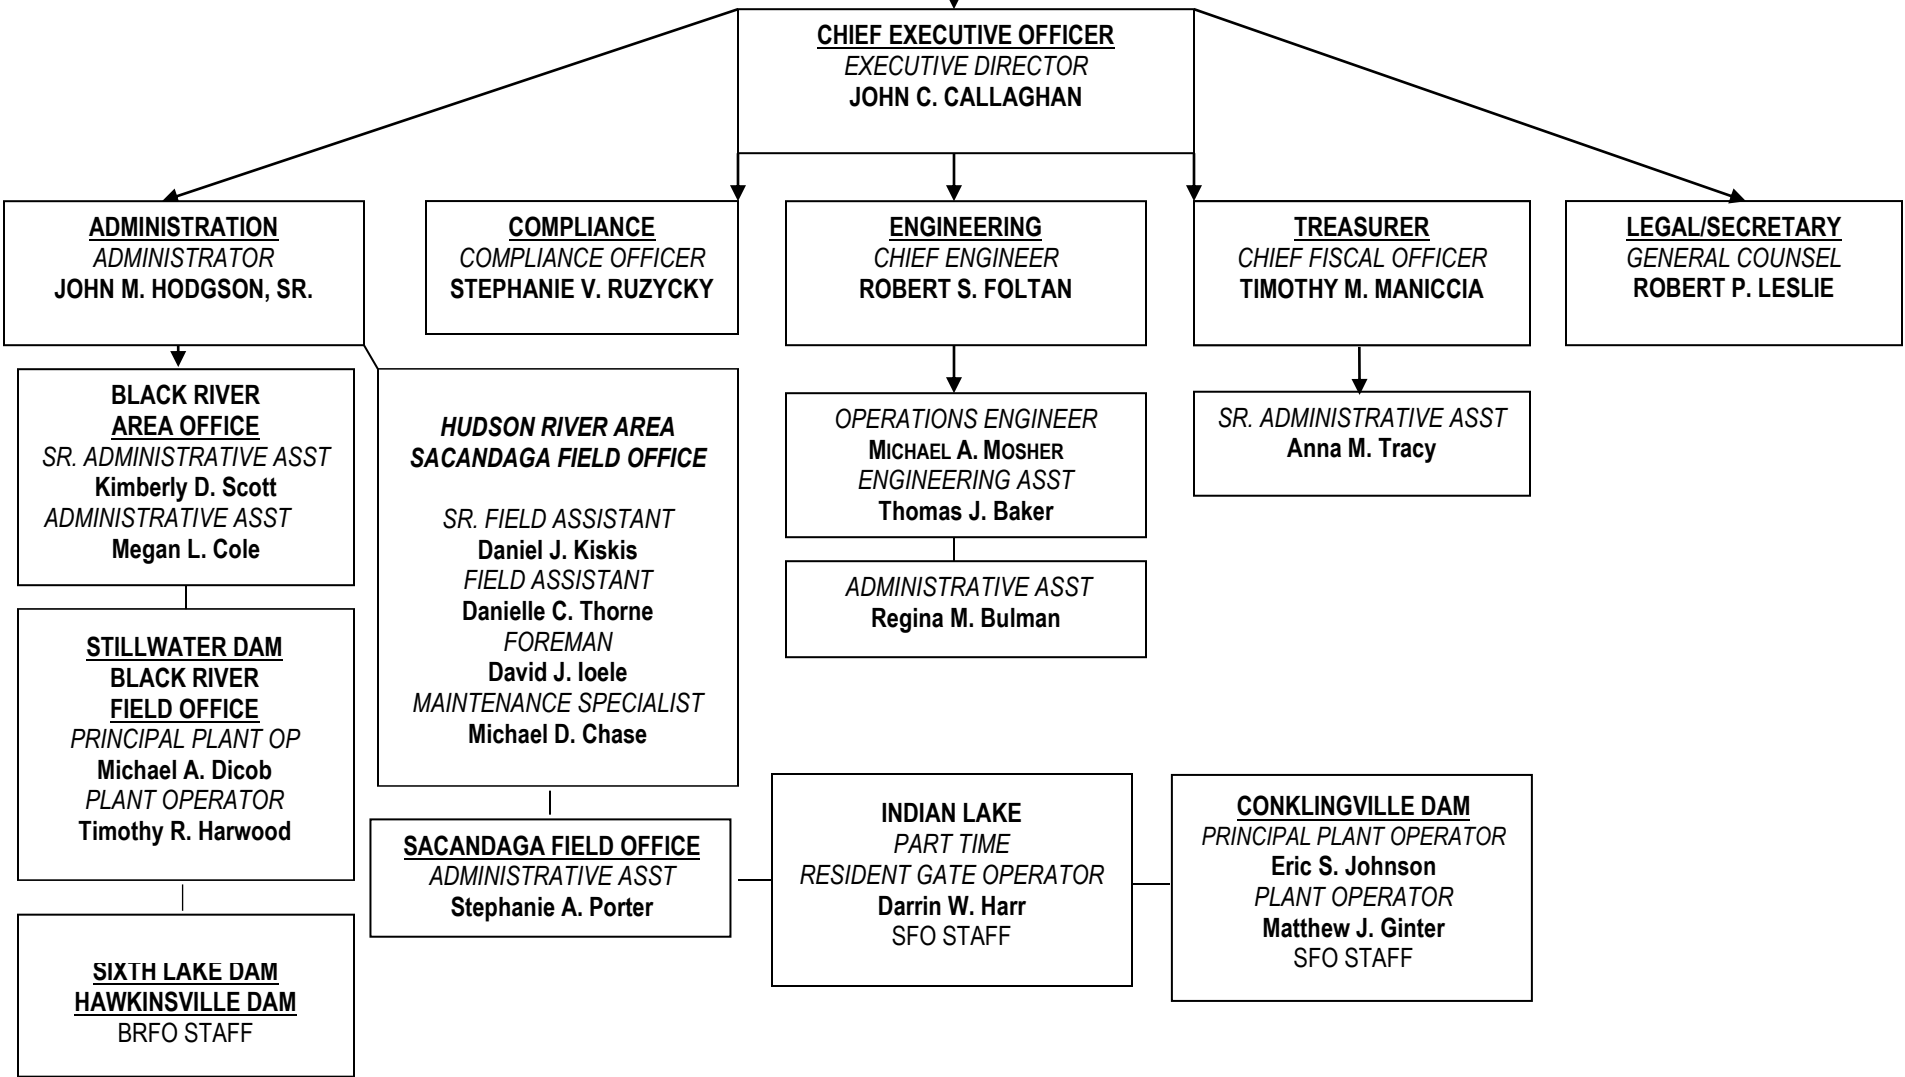 CHIEF EXECUTIVE OFFICER
EXECUTIVE DIRECTOR
JOHN C. CALLAGHAN
ADMINISTRATION
ADMINISTRATOR
JOHN M. HODGSON, SR.
COMPLIANCE
COMPLIANCE OFFICER
STEPHANIE V. RUZYCKY
ENGINEERING
CHIEF ENGINEER
ROBERT S. FOLTAN
TREASURER
CHIEF FISCAL OFFICER
TIMOTHY M. MANICCIA
LEGAL/SECRETARY
GENERAL COUNSEL
ROBERT P. LESLIE
BLACK RIVER
AREA OFFICE
SR. ADMINISTRATIVE ASST
Kimberly D. Scott
ADMINISTRATIVE ASST
Megan L. Cole
HUDSON RIVER AREA
SACANDAGA FIELD OFFICE
SR. FIELD ASSISTANT
Daniel J. Kiskis
FIELD ASSISTANT
Danielle C. Thorne
FOREMAN
David J. Ioele
MAINTENANCE SPECIALIST
Michael D. Chase
OPERATIONS ENGINEER
MICHAEL A. MOSHER
ENGINEERING ASST
Thomas J. Baker
SR. ADMINISTRATIVE ASST
Anna M. Tracy
ADMINISTRATIVE ASST
Regina M. Bulman
STILLWATER DAM
BLACK RIVER
FIELD OFFICE
PRINCIPAL PLANT OP
Michael A. Dicob
PLANT OPERATOR
Timothy R. Harwood
SACANDAGA FIELD OFFICE
ADMINISTRATIVE ASST
Stephanie A. Porter
INDIAN LAKE
PART TIME
RESIDENT GATE OPERATOR
Darrin W. Harr
SFO STAFF
CONKLINGVILLE DAM
PRINCIPAL PLANT OPERATOR
Eric S. Johnson
PLANT OPERATOR
Matthew J. Ginter
SFO STAFF
SIXTH LAKE DAM
HAWKINSVILLE DAM
BRFO STAFF